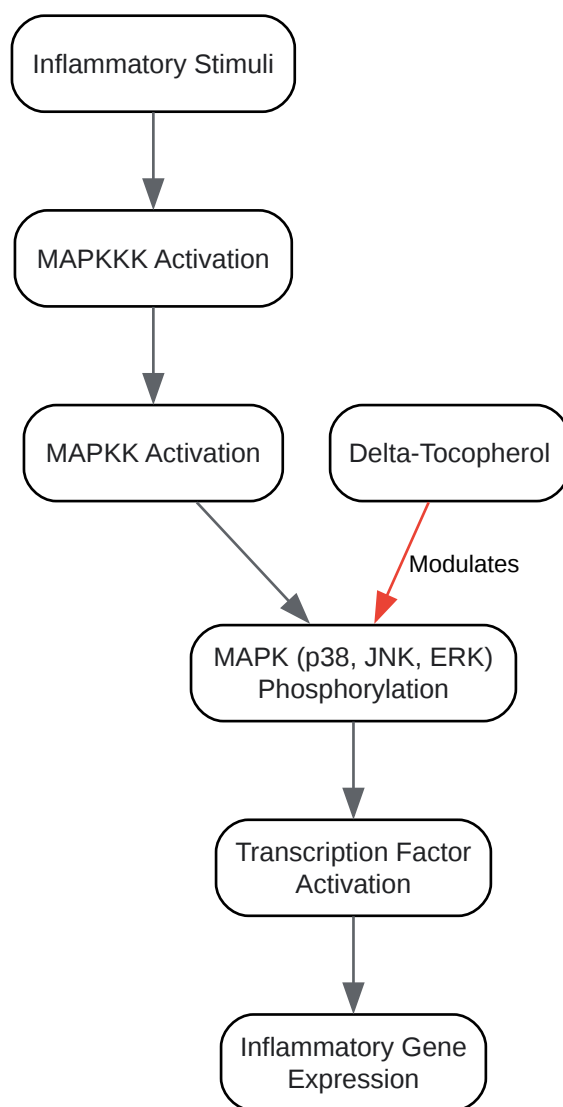 Inflammatory Stimuli
MAPKKK Activation
MAPKK Activation
Delta-Tocopherol
Modulates
MAPK (p38, JNK, ERK)
Phosphorylation
Transcription Factor
Activation
Inflammatory Gene
Expression